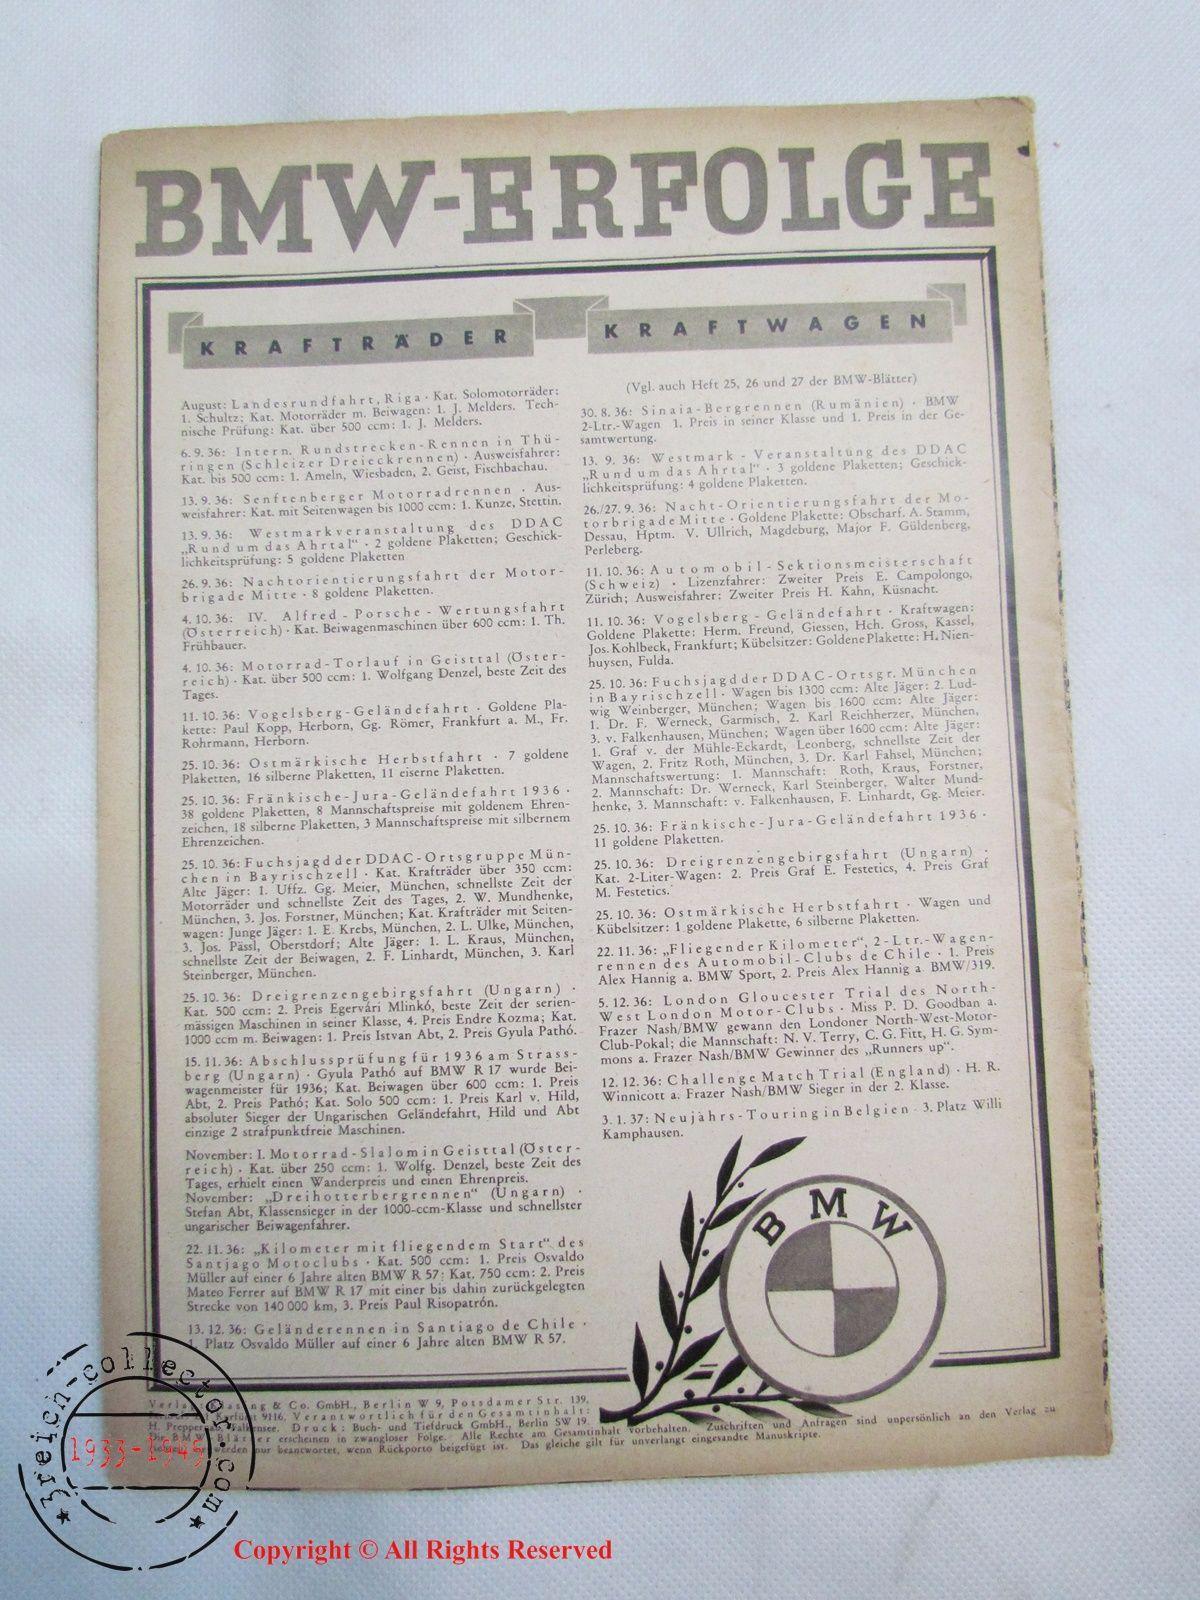 BMW-ERFOLGE
KRAFTRÄDER
August: Landesrundfahrt, Riga · Kat. Solomotorräder:
1. Schultz; Kat. Motorräder m. Beiwagen: 1. J. Melders. Tech-
nische Prüfung: Kat. über 500 ccm: 1. J. Melders.
6. 9. 36: Intern. Rundstrecken-Rennen in Thü-
ringen (Schleizer Dreieckrennen) · Ausweisfahrer:
Kat. bis 500 ccm: 1. Ameln, Wiesbaden, 2. Geist, Fischbachau.
13. 9. 36: Senftenberger Motorradrennen · Aus-
weisfahrer: Kat. mit Seitenwagen bis 1000 ccm: 1. Kunze, Stettin.
13. 9. 36: Westmarkveranstaltung des DDAC
„Rund um das Ahrtal“ · 2 goldene Plaketten; Geschick-
lichkeitsprüfung: 5 goldene Plaketten
26. 9. 36: Nachtorientierungsfahrt der Motor-
brigade Mitte · 8 goldene Plaketten.
4. 10. 36: IV. Alfred-Porsche-Wertungsfahrt
(Österreich) · Kat. Beiwagenmaschinen über 600 ccm: 1. Th.
Frühbauer.
4. 10. 36: Motorrad-Torlauf in Geisttal (Öster-
reich) · Kat. über 500 ccm: 1. Wolfgang Denzel, beste Zeit des
Tages.
11. 10. 36: Vogelsberg-Geländefahrt · Goldene Pla-
kette: Paul Kopp, Herborn, Gg. Römer, Frankfurt a. M., Fr.
Rohrmann, Herborn.
25. 10. 36: Ostmärkische Herbstfahrt · 7 goldene
Plaketten, 16 silberne Plaketten, 11 eiserne Plaketten.
25. 10. 36: Fränkische-Jura-Geländefahrt 1936 ·
38 goldene Plaketten, 8 Mannschaftspreise mit goldenem Ehren-
zeichen, 18 silberne Plaketten, 3 Mannschaftspreise mit silbernem
Ehrenzeichen.
25. 10. 36: Fuchsjagd der DDAC-Ortsgruppe Mün-
chen in Bayrischzell · Kat. Krafträder über 350 ccm:
Alte Jäger: 1. Uffz. Gg. Meier, München, schnellste Zeit der
Motorräder und schnellste Zeit des Tages, 2. W. Mundhenke,
München, 3. Jos. Forstner, München; Kat. Krafträder mit Seiten-
wagen: Junge Jäger: 1. E. Krebs, München, 2. L. Ulke, München,
3. Jos. Pässl, Oberstdorf; Alte Jäger: 1. L. Kraus, München,
schnellste Zeit der Beiwagen, 2. F. Linhardt, München, 3. Karl
Steinberger, München.
25. 10. 36: Dreigrenzengebirgsfahrt (Ungarn) ·
Kat. 500 ccm: 2. Preis Egervári Mlinkó, beste Zeit der serien-
mässigen Maschinen in seiner Klasse, 4. Preis Endre Kozma; Kat.
1000 ccm m. Beiwagen: 1. Preis Istvan Abt, 2. Preis Gyula Pathó.
15. 11. 36: Abschlussprüfung für 1936 am Strass-
berg (Ungarn) · Gyula Pathó auf BMW R 17 wurde Bei-
wagenmeister für 1936; Kat. Beiwagen über 600 ccm: 1. Preis
Abt, 2. Preis Pathó; Kat. Solo 500 ccm: 1. Preis Karl v. Hild,
absoluter Sieger der Ungarischen Geländefahrt, Hild und Abt
einzige 2 strafpunktfreie Maschinen.
November: I. Motorrad-Slalom in Geisttal (Öster-
reich) · Kat. über 250 ccm: 1. Wolfg. Denzel, beste Zeit des
Tages, erhielt einen Wanderpreis und einen Ehrenpreis.
November: „Dreihotterbergrennen“ (Ungarn) ·
Stefan Abt, Klassensieger in der 1000-ccm-Klasse und schnellster
ungarischer Beiwagenfahrer.
22. 11. 36: „Kilometer mit fliegendem Start“ des
Santjago Motoclubs · Kat. 500 ccm: 1. Preis Osvaldo
Müller auf einer 6 Jahre alten BMW R 57; Kat. 750 ccm: 2. Preis
Mateo Ferrer auf BMW R 17 mit einer bis dahin zurückgelegten
Strecke von 140 000 km, 3. Preis Paul Risopatrón.
13. 12. 36: Geländerennen in Santiago de Chile ·
1. Platz Osvaldo Müller auf einer 6 Jahre alten BMW R 57.
KRAFTWAGEN
(Vgl. auch Heft 25, 26 und 27 der BMW-Blätter)
30. 8. 36: Sinaia-Bergrennen (Rumänien) · BMW
2-Ltr.-Wagen 1. Preis in seiner Klasse und 1. Preis in der Ge-
samtwertung.
13. 9. 36: Westmark-Veranstaltung des DDAC
„Rund um das Ahrtal“ · 3 goldene Plaketten; Geschick-
lichkeitsprüfung: 4 goldene Plaketten.
26./27. 9. 36: Nacht-Orientierungsfahrt der Mo-
torbrigade Mitte · Goldene Plakette: Obscharf. A. Stamm,
Dessau, Hptm. V. Ullrich, Magdeburg, Major F. Güldenberg,
Perleberg.
11. 10. 36: Automobil-Sektionsmeisterschaft
(Schweiz) · Lizenzfahrer: Zweiter Preis E. Campolongo,
Zürich; Ausweisfahrer: Zweiter Preis H. Kahn, Küsnacht.
11. 10. 36: Vogelsberg-Geländefahrt · Kraftwagen:
Goldene Plakette: Herm. Freund, Giessen, Hch. Gross, Kassel,
Jos. Kohlbeck, Frankfurt; Kübelsitzer: Goldene Plakette: H. Nien-
huysen, Fulda.
25. 10. 36: Fuchsjagd der DDAC-Ortsgr. München
in Bayrischzell · Wagen bis 1300 ccm: Alte Jäger: 2. Lud-
wig Weinberger, München; Wagen bis 1600 ccm: Alte Jäger:
1. Dr. F. Werneck, Garmisch, 2. Karl Reichherzer, München,
3. v. Falkenhausen, München; Wagen über 1600 ccm: Alte Jäger:
1. Graf v. der Mühle-Eckardt, Leonberg, schnellste Zeit der
Wagen, 2. Fritz Roth, München, 3. Dr. Karl Fahsel, München;
Mannschaftswertung: 1. Mannschaft: Roth, Kraus, Forstner,
2. Mannschaft: Dr. Werneck, Karl Steinberger, Walter Mund-
henke, 3. Mannschaft: v. Falkenhausen, F. Linhardt, Gg. Meier.
25. 10. 36: Fränkische-Jura-Geländefahrt 1936 ·
11 goldene Plaketten.
25. 10. 36: Dreigrenzengebirgsfahrt (Ungarn) ·
Kat. 2-Liter-Wagen: 2. Preis Graf E. Festetics, 4. Preis Graf
M. Festetics.
25. 10. 36: Ostmärkische Herbstfahrt · Wagen und
Kübelsitzer: 1 goldene Plakette, 6 silberne Plaketten.
22. 11. 36: „Fliegender Kilometer“, 2-Ltr.-Wagen-
rennen des Automobil-Clubs de Chile · 1. Preis
Alex Hannig a. BMW Sport, 2. Preis Alex Hannig a. BMW/319.
5. 12. 36: London Gloucester Trial des North-
West London Motor-Clubs · Miss P. D. Goodban a.
Frazer Nash/BMW gewann den Londoner North-West-Motor-
Club-Pokal; die Mannschaft: N. V. Terry, C. G. Fitt, H. G. Sym-
mons a. Frazer Nash/BMW Gewinner des „Runners up“.
12. 12. 36: Challenge Match Trial (England) · H. R.
Winnicott a. Frazer Nash/BMW Sieger in der 2. Klasse.
3. 1. 37: Neujahrs-Touring in Belgien · 3. Platz Willi
Kamphausen.
BMW
& Co. GmbH., Berlin W 9, Potsdamer Str. 139,
9116. Verantwortlich für den Gesamtinhalt:
H. Druck: Buch- und Tiefdruck GmbH., Berlin SW 19.
Die BMW-Blätter erscheinen in zwangloser Folge. Alle Rechte am Gesamtinhalt vorbehalten. Zuschriften und Anfragen sind unpersönlich an den Verlag zu
werden nur beantwortet, wenn Rückporto beigefügt ist. Das gleiche gilt für unverlangt eingesandte Manuskripte.
3reich-collector.com
1933-1945
Copyright © All Rights Reserved